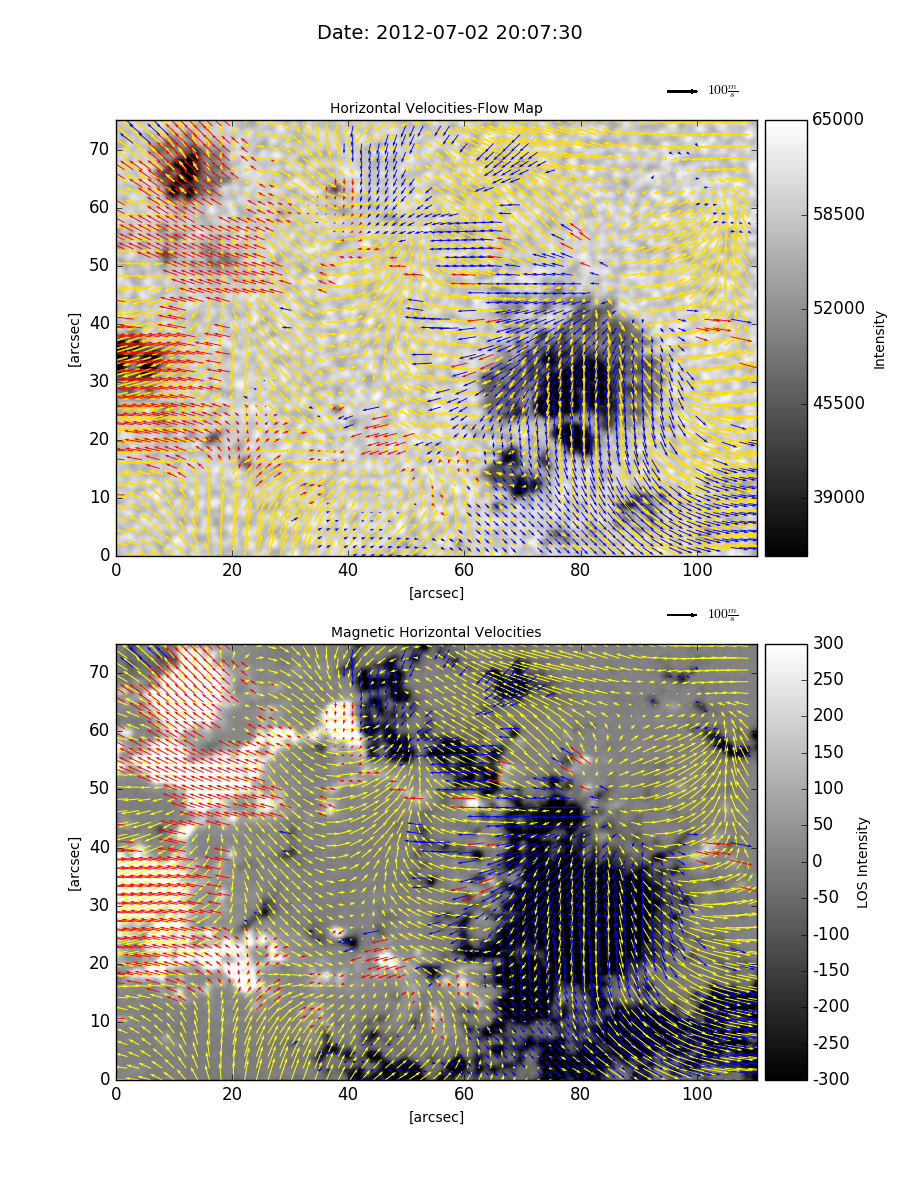 Date: 2012-07-02 20:07:30
100 m/s
Horizontal Velocities-Flow Map
70
60
50
40
30
20
10
0
[arcsec]
0 20 40 60 80 100
[arcsec]
65000
58500
52000
45500
39000
Intensity
100 m/s
Magnetic Horizontal Velocities
70
60
50
40
30
20
10
0
[arcsec]
0 20 40 60 80 100
[arcsec]
300
250
200
150
100
50
0
-50
-100
-150
-200
-250
-300
LOS Intensity